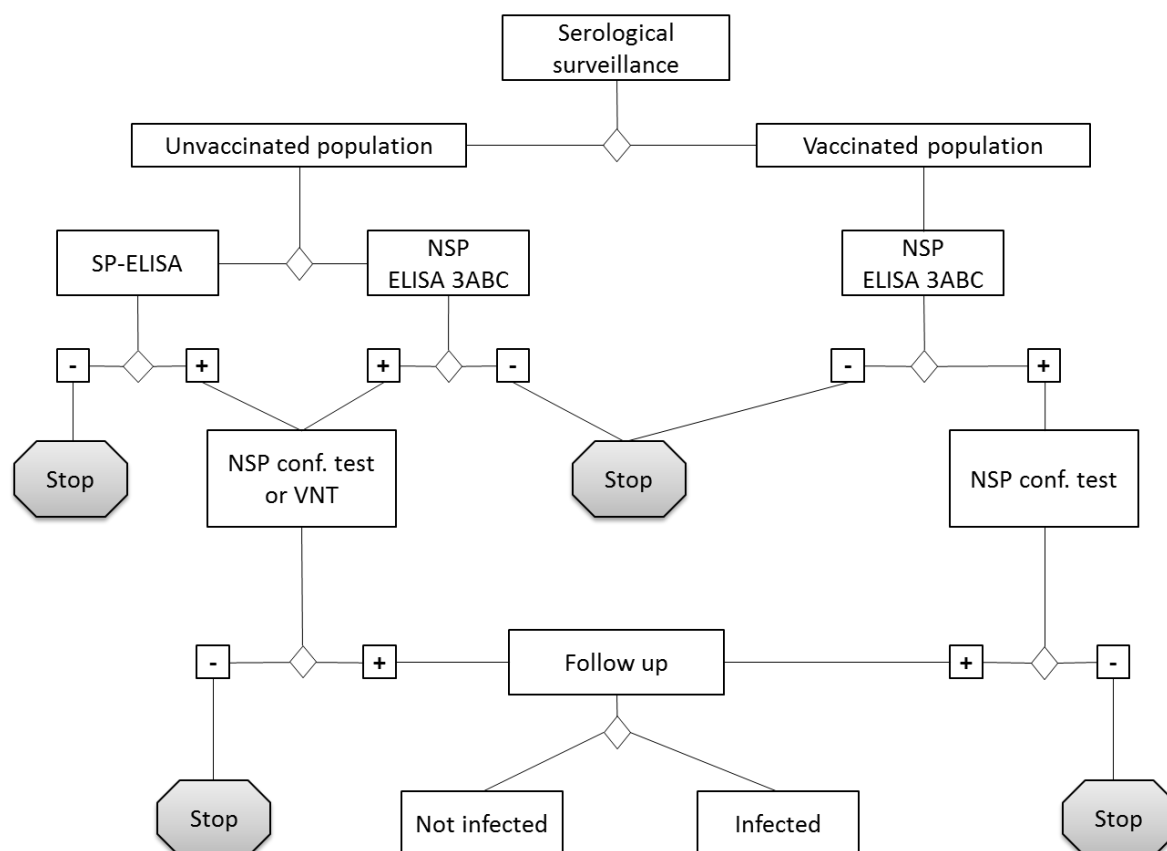 Serological
surveillance
Unvaccinated population
Vaccinated population
SP-ELISA
NSP
ELISA 3ABC
NSP
ELISA 3ABC
-
+
+
-
-
+
Stop
NSP conf. test
or VNT
Stop
NSP conf. test
-
+
Follow up
+
-
Stop
Not infected
Infected
Stop